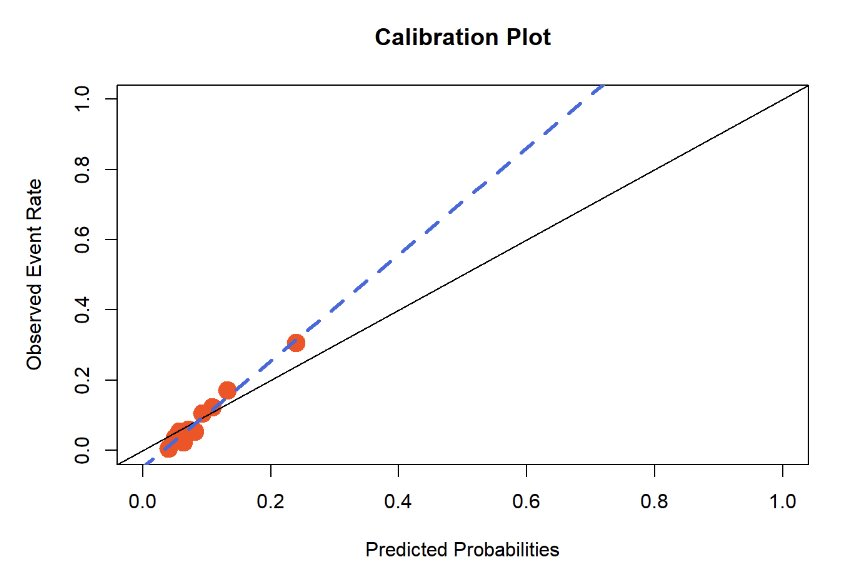 Calibration Plot
Observed Event Rate
1.0
0.8
0.6
0.4
0.2
0.0
0.0 0.2 0.4 0.6 0.8 1.0
Predicted Probabilities